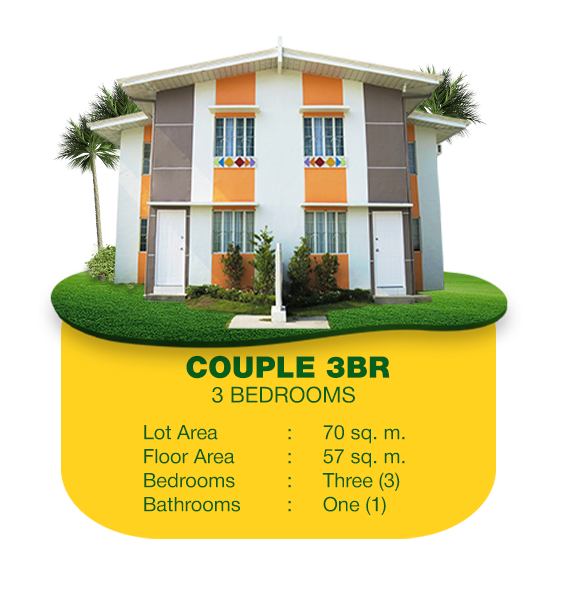 COUPLE 3BR
3 BEDROOMS
Lot Area : 70 sq. m.
Floor Area : 57 sq. m.
Bedrooms : Three (3)
Bathrooms : One (1)